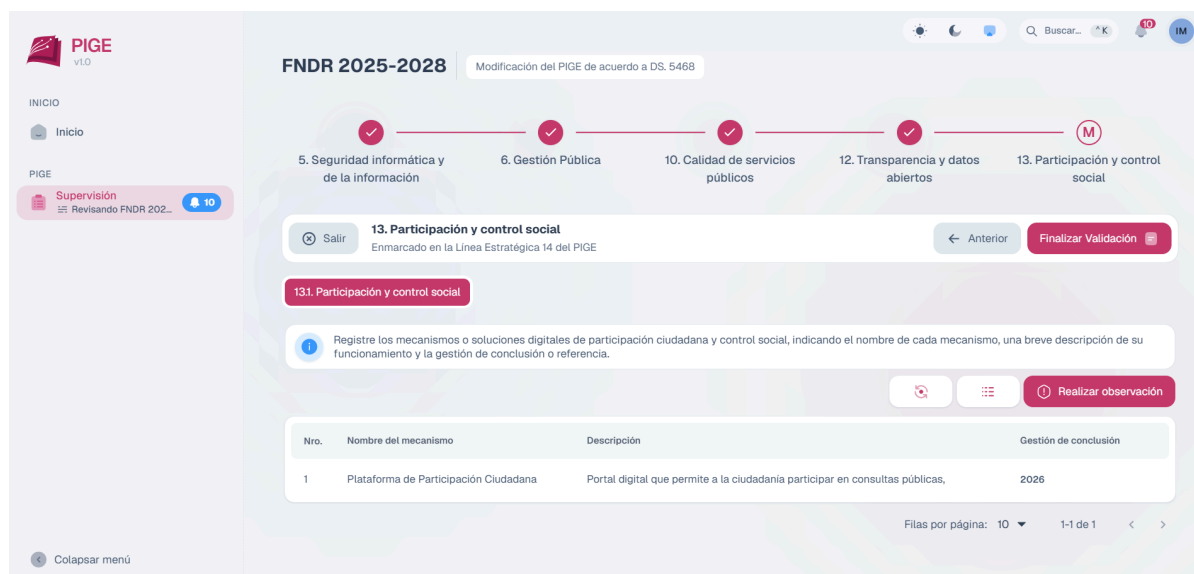 PIGE
v1.0
INICIO
Inicio
PIGE
Supervisión
Revisando FNDR 202...
10
Colapsar menú
Buscar...
^ K
10
IM
FNDR 2025-2028
Modificación del PIGE de acuerdo a DS. 5468
5. Seguridad informática y
de la información
6. Gestión Pública
10. Calidad de servicios
públicos
12. Transparencia y datos
abiertos
M
13. Participación y control
social
Salir
13. Participación y control social
Enmarcado en la Línea Estratégica 14 del PIGE
Anterior
Finalizar Validación
13.1. Participación y control social
Registre los mecanismos o soluciones digitales de participación ciudadana y control social, indicando el nombre de cada mecanismo, una breve descripción de su
funcionamiento y la gestión de conclusión o referencia.
Realizar observación
Nro. Nombre del mecanismo Descripción Gestión de conclusión
1 Plataforma de Participación Ciudadana Portal digital que permite a la ciudadanía participar en consultas públicas, 2026
Filas por página: 10 1-1 de 1